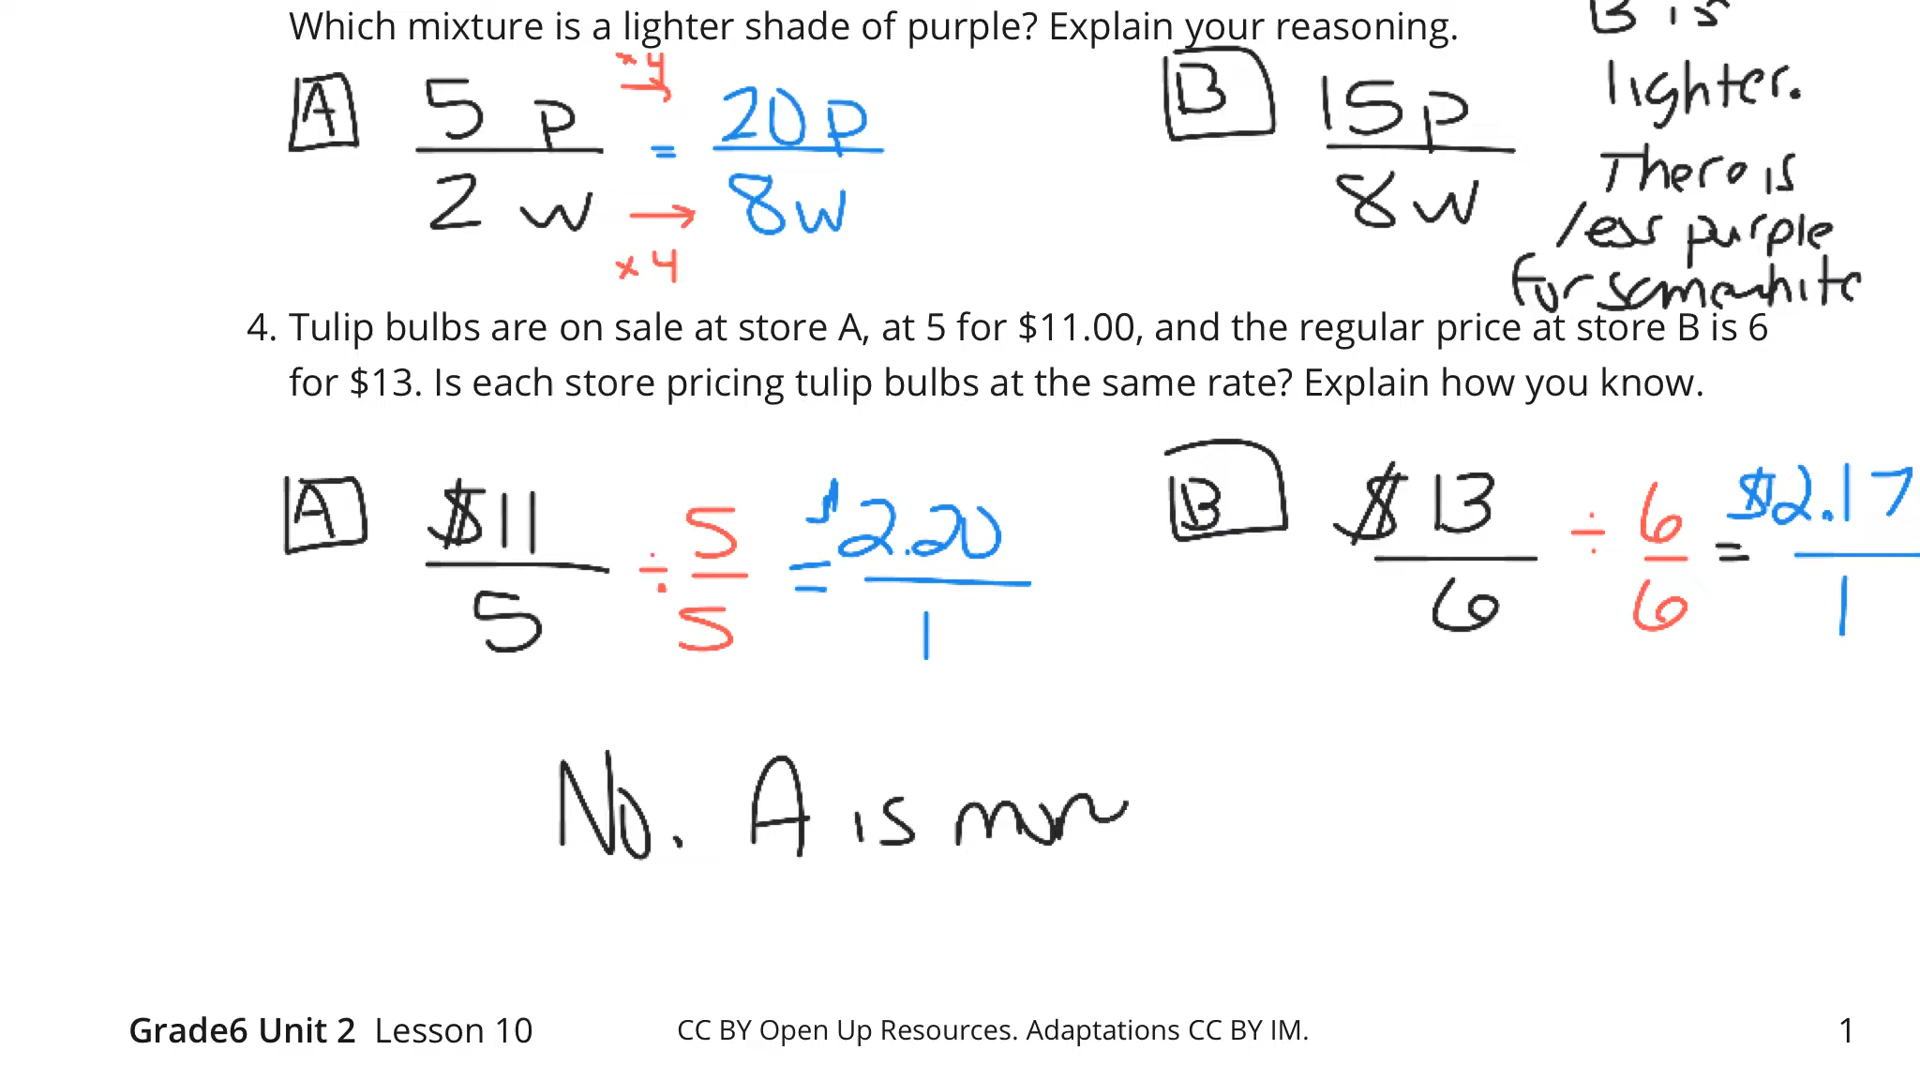 Which mixture is a lighter shade of purple? Explain your reasoning.
B is
lighter.
There is
less purple
for same white
A 5 p ×4 → = 20 p
2 w → 8 w
×4
B 15 p
8 w
4. Tulip bulbs are on sale at store A, at 5 for $11.00, and the regular price at store B is 6
for $13. Is each store pricing tulip bulbs at the same rate? Explain how you know.
A $11 ÷ 5 = $2.20
5 5 1
B $13 ÷ 6 = $2.17
6 6 1
No. A is
Grade6 Unit 2 Lesson 10
CC BY Open Up Resources. Adaptations CC BY IM.
1